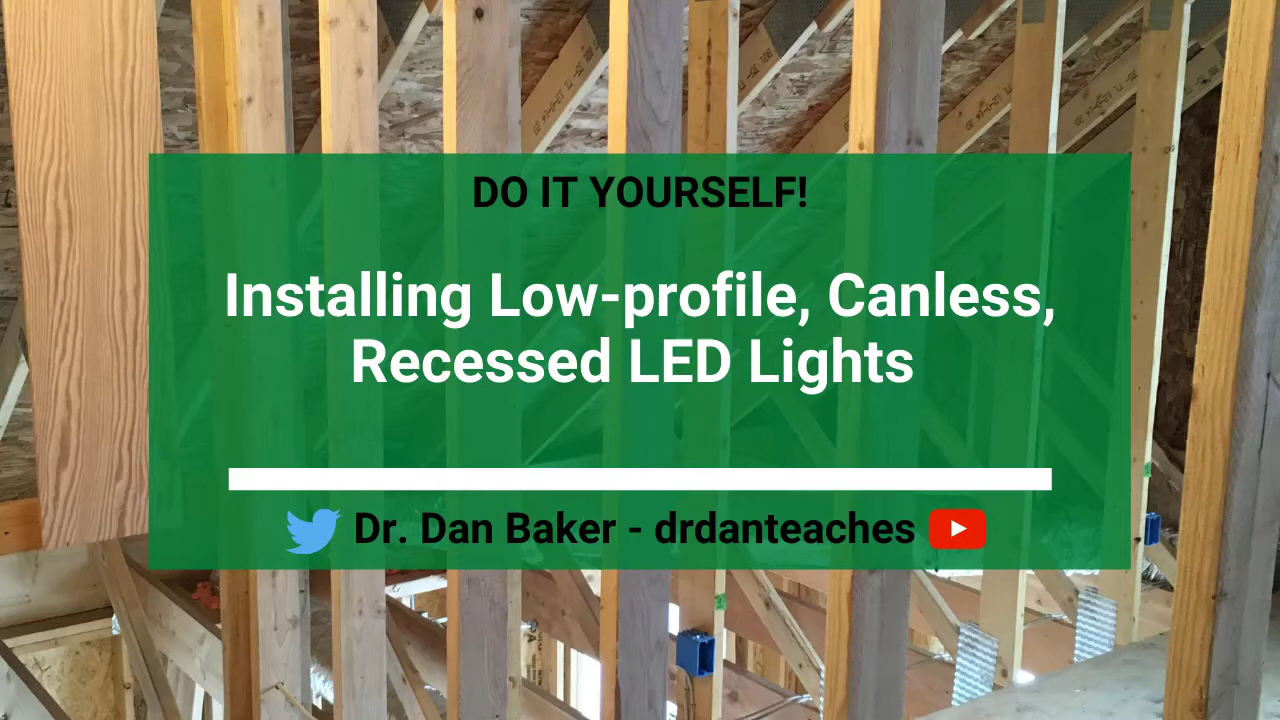 DO IT YOURSELF!
Installing Low-profile, Canless,
Recessed LED Lights
Dr. Dan Baker - drdanteaches